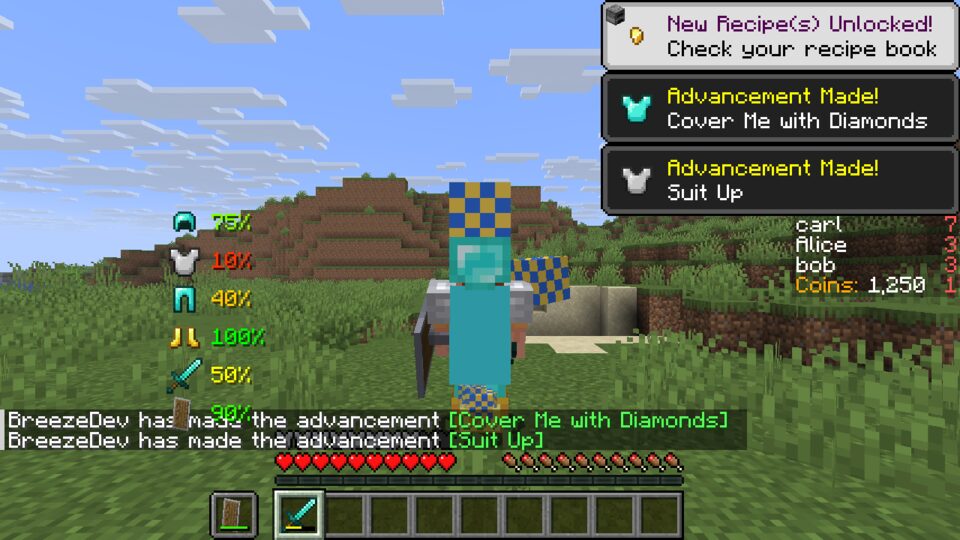 New Recipe(s) Unlocked!
Check your recipe book
Advancement Made!
Cover Me with Diamonds
Advancement Made!
Suit Up
carl 7
Alice 3
bob 3
Coins: 1,250 1
75%
10%
40%
100%
50%
90%
BreezeDev has made the advancement [Cover Me with Diamonds]
BreezeDev has made the advancement [Suit Up]